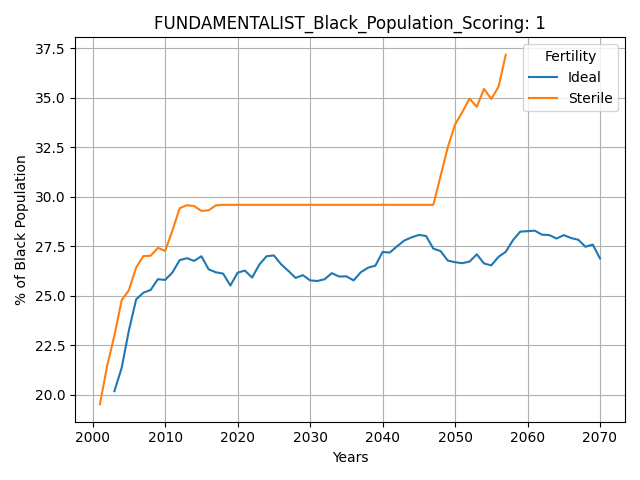 FUNDAMENTALIST_Black_Population_Scoring: 1
Fertility
Ideal
Sterile
% of Black Population
37.5
35.0
32.5
30.0
27.5
25.0
22.5
20.0
2000 2010 2020 2030 2040 2050 2060 2070
Years